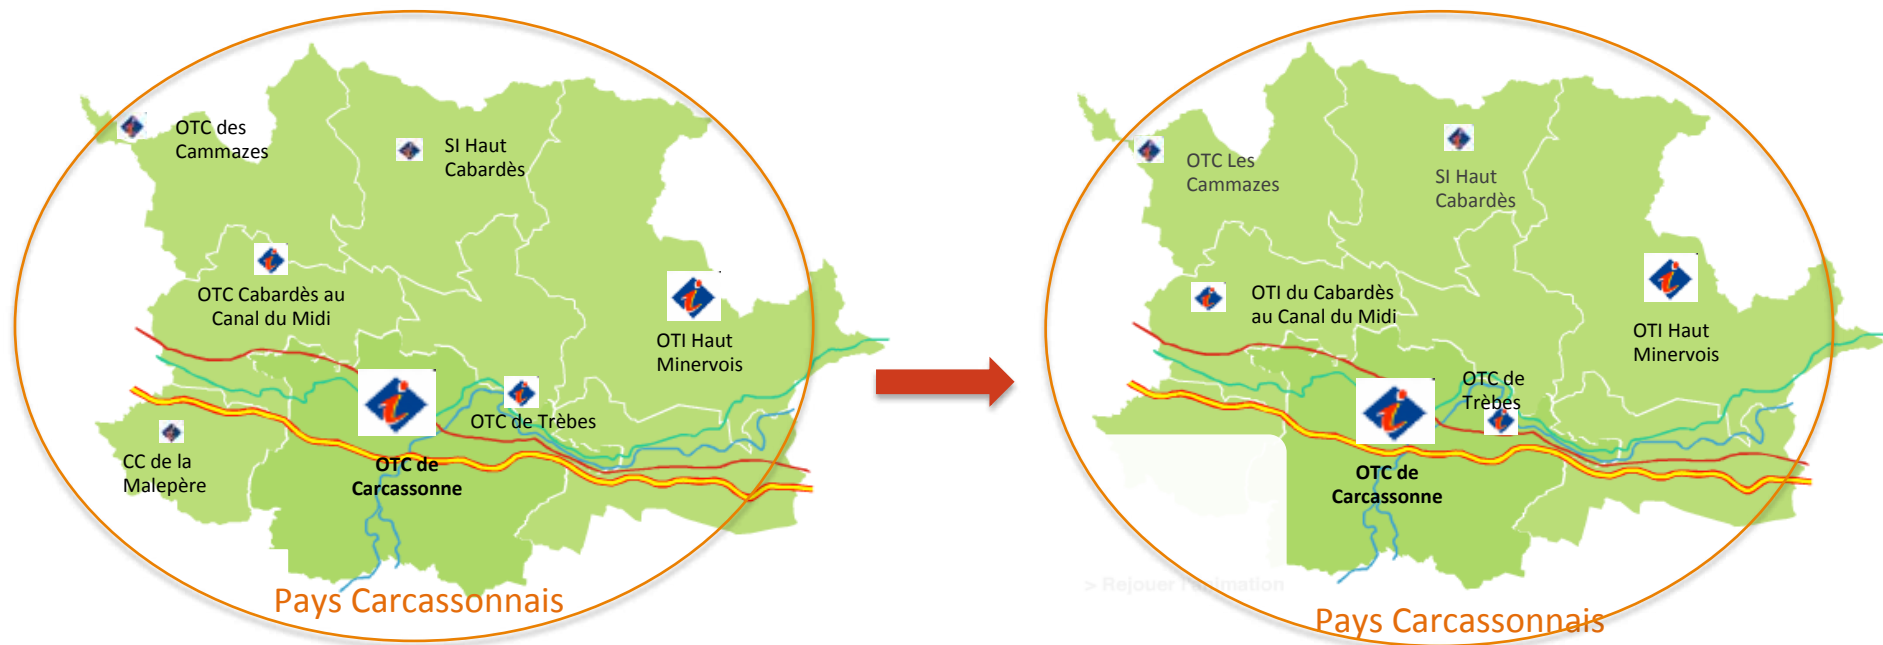 OTC des
Cammazes
SI Haut
Cabardès
OTC Cabardès au
Canal du Midi
OTI Haut
Minervois
OTC de Trèbes
CC de la
Malepère
OTC de
Carcassonne
Pays Carcassonnais
OTC Les
Cammazes
SI Haut
Cabardès
OTI du Cabardès
au Canal du Midi
OTI Haut
Minervois
OTC de
Trèbes
OTC de
Carcassonne
> Rejouer l'animation
Pays Carcassonnais